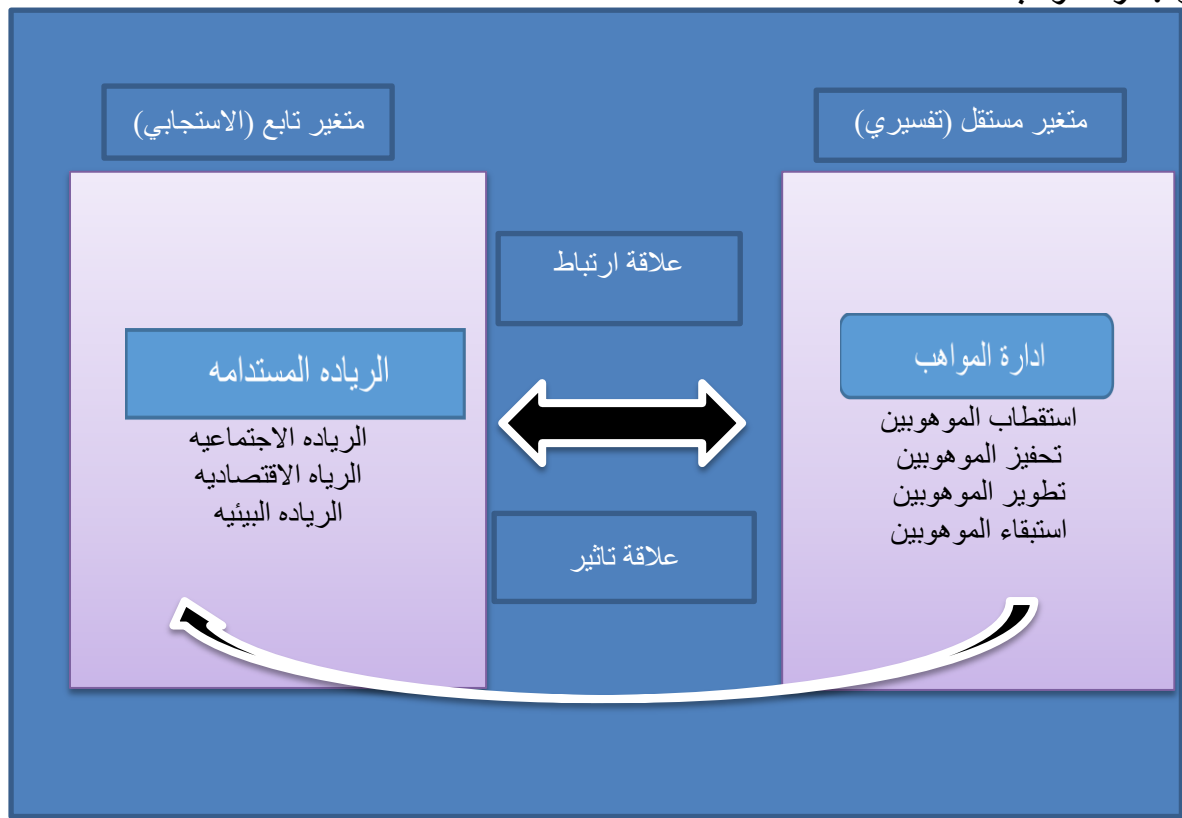 متغير مستقل (تفسيري)
متغير تابع (الاستجابي)
علاقة ارتباط
ادارة المواهب
استقطاب الموهوبين
تحفيز الموهوبين
تطوير الموهوبين
استبقاء الموهوبين
الرياده المستدامه
الرياده الاجتماعيه
الرياه الاقتصاديه
الرياده البيئيه
علاقة تاثير